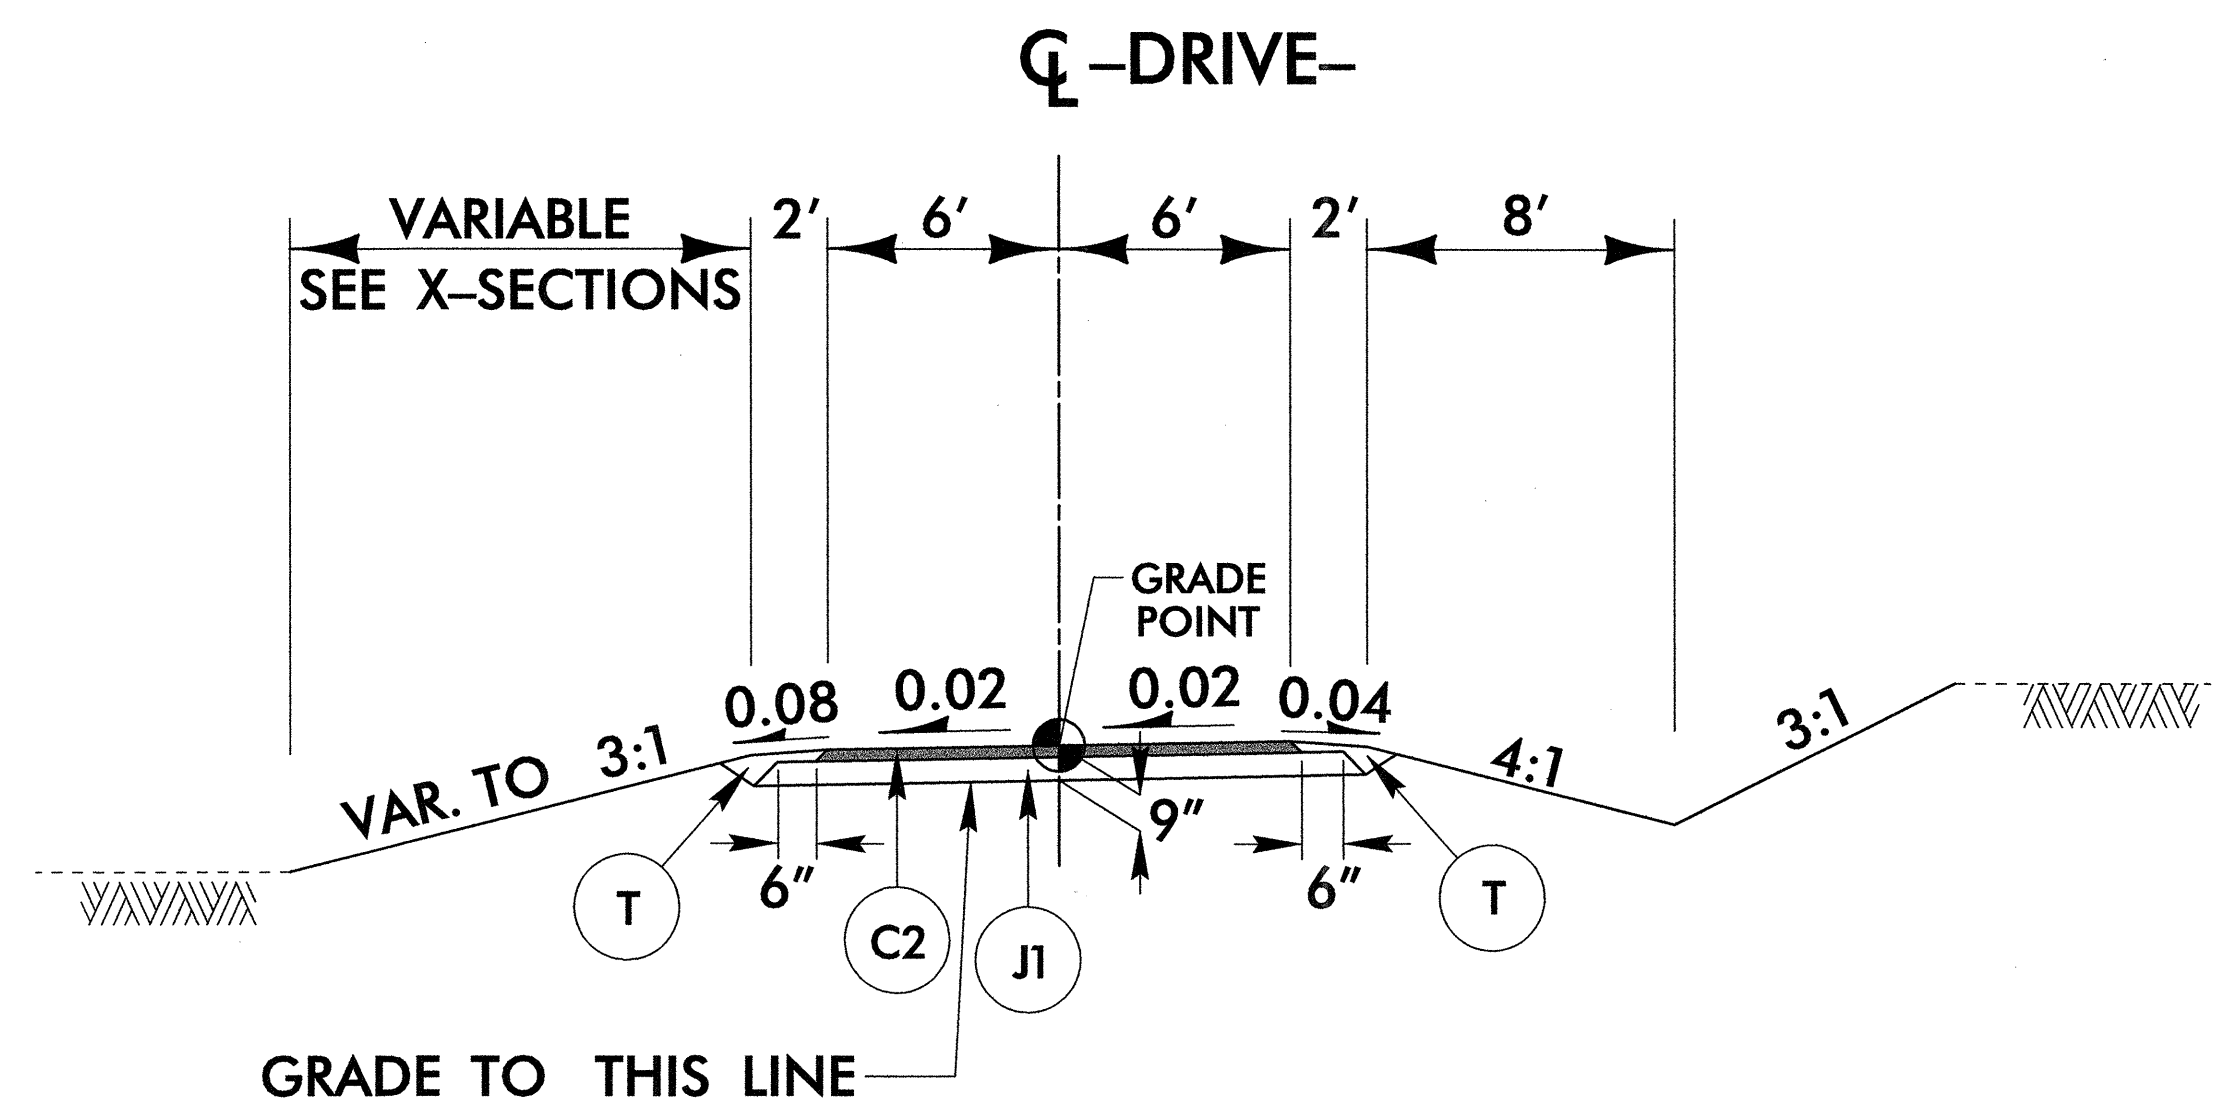 ℄ –DRIVE–
VARIABLE 2' 6' 6' 2' 8'
SEE X–SECTIONS
GRADE
POINT
0.08 0.02 0.02 0.04
VAR. TO 3:1 4:1 3:1
9"
6" 6"
T C2 J1 T
GRADE TO THIS LINE